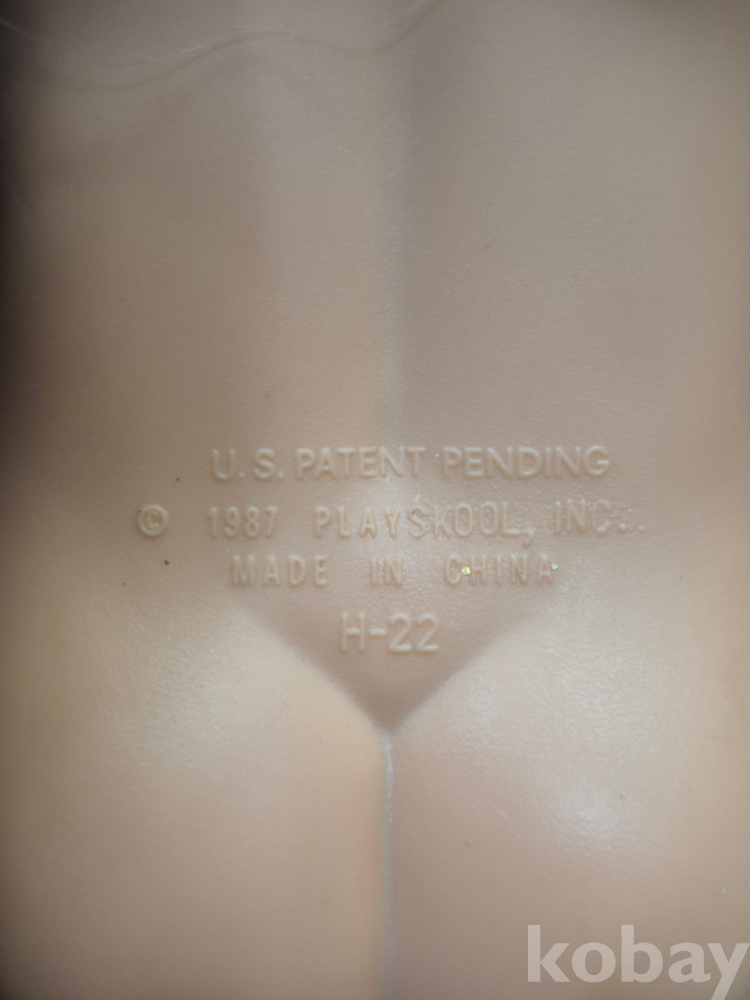 U.S. PATENT PENDING
© 1987 PLAYSKOOL, INC.
MADE IN CHINA
H-22
kobay